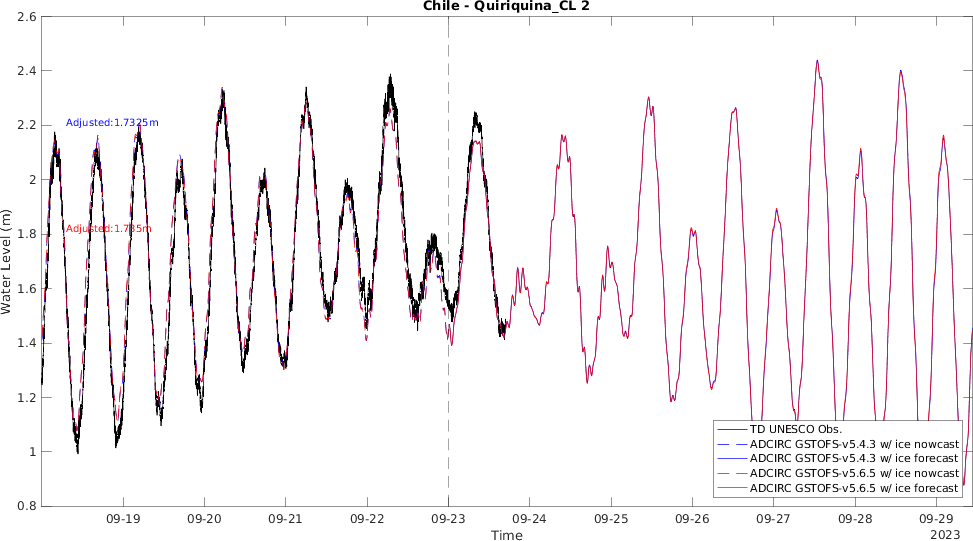 Chile - Quiriquina_CL 2
2.6
2.4
2.2
2
1.8
1.6
1.4
1.2
1
0.8
Water Level (m)
Adjusted:1.7325m
Adjusted:1.735m
TD UNESCO Obs.
ADCIRC GSTOFS-v5.4.3 w/ ice nowcast
ADCIRC GSTOFS-v5.4.3 w/ ice forecast
ADCIRC GSTOFS-v5.6.5 w/ ice nowcast
ADCIRC GSTOFS-v5.6.5 w/ ice forecast
09-19 09-20 09-21 09-22 09-23 09-24 09-25 09-26 09-27 09-28 09-29
Time
2023